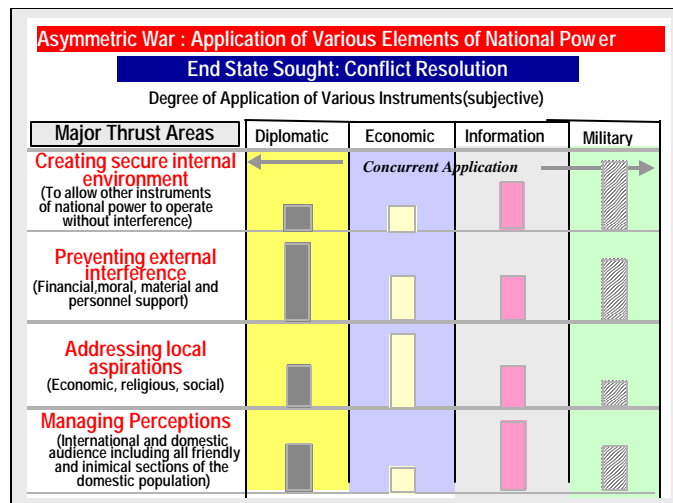 Asymmetric War : Application of Various Elements of National Power
End State Sought: Conflict Resolution
Degree of Application of Various Instruments(subjective)
Major Thrust Areas
Diplomatic
Economic
Information
Military
Creating secure internal
environment
(To allow other instruments
of national power to operate
without interference)
Concurrent Application
Preventing external
interference
(Financial,moral, material and
personnel support)
Addressing local
aspirations
(Economic, religious, social)
Managing Perceptions
(International and domestic
audience including all friendly
and inimical sections of the
domestic population)